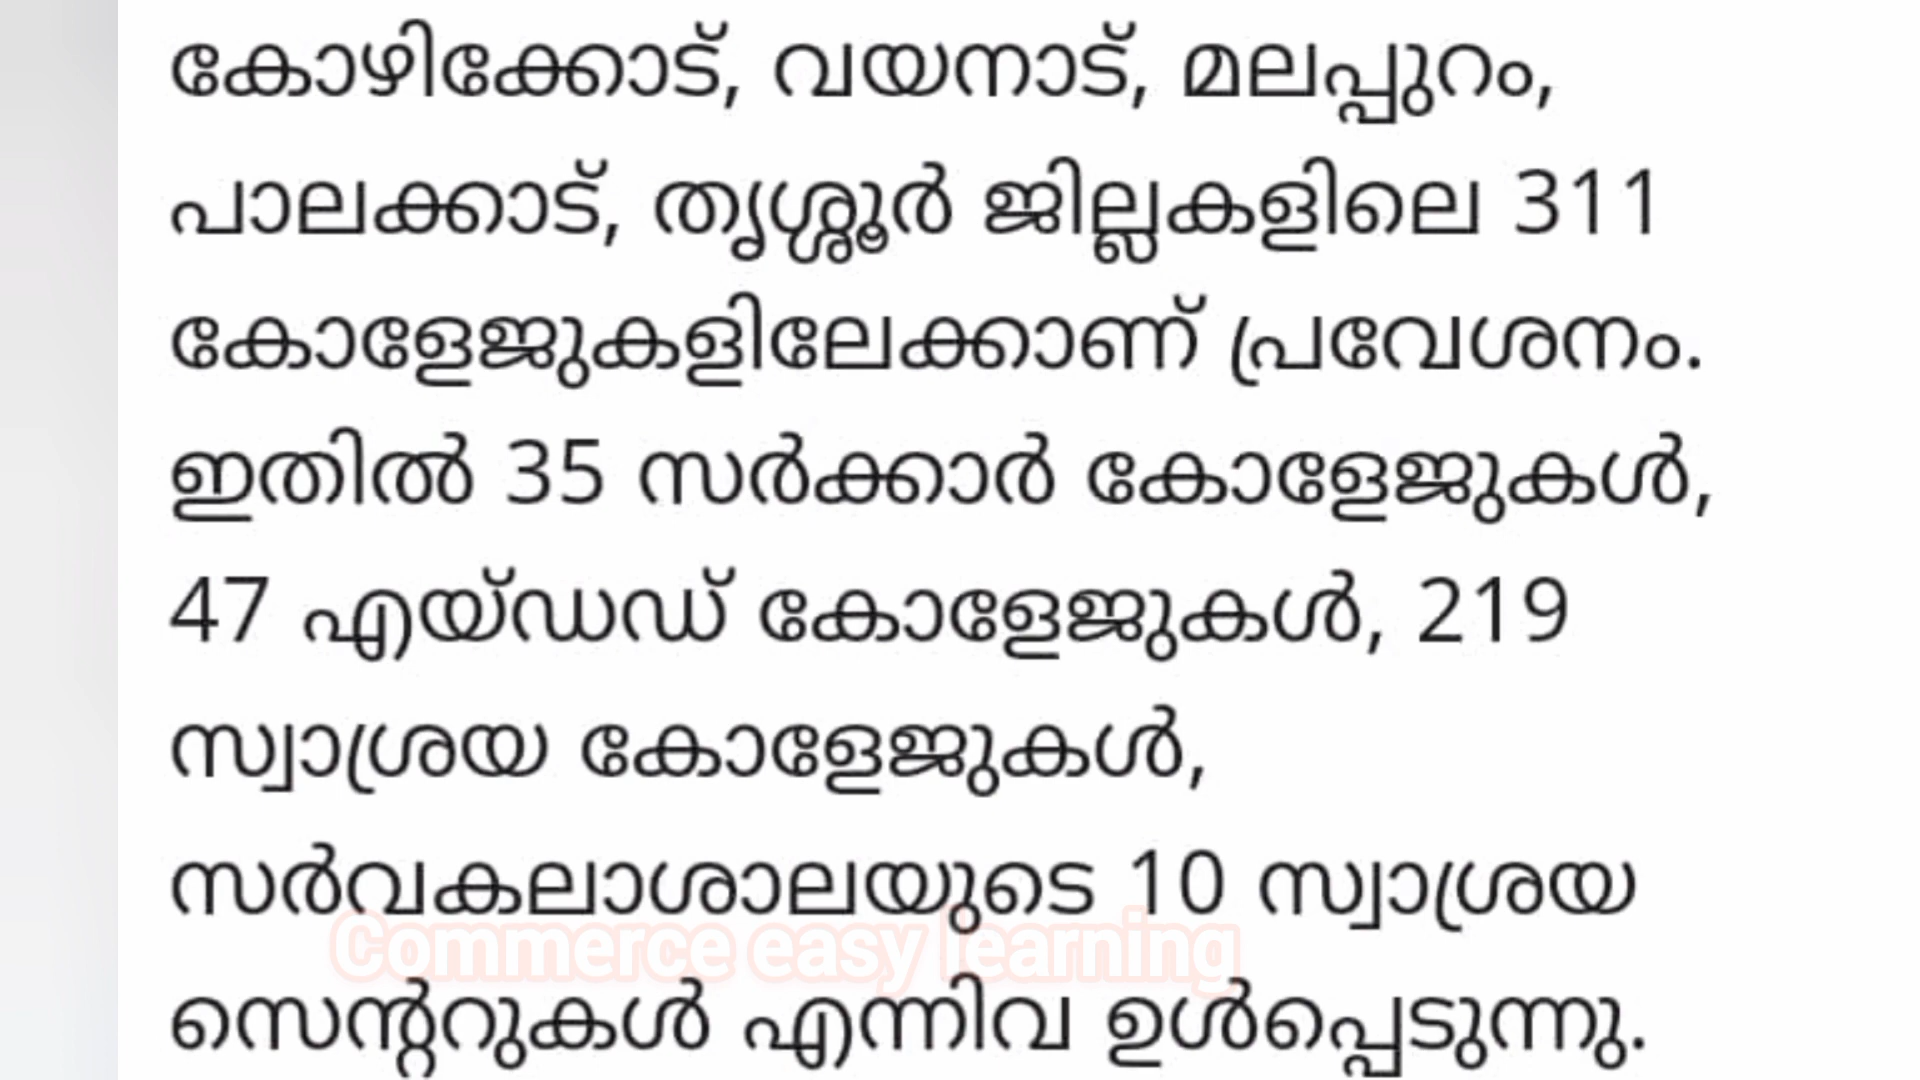 കോഴിക്കോട്, വയനാട്, മലപ്പുറം,
പാലക്കാട്, തൃശ്ശൂർ ജില്ലകളിലെ 311
കോളേജുകളിലേക്കാണ് പ്രവേശനം.
ഇതിൽ 35 സർക്കാർ കോളേജുകൾ,
47 എയ്ഡഡ് കോളേജുകൾ, 219
സ്വാശ്രയ കോളേജുകൾ,
സർവകലാശാലയുടെ 10 സ്വാശ്രയ
Commerce easy learning
സെന്ററുകൾ എന്നിവ ഉൾപ്പെടുന്നു.